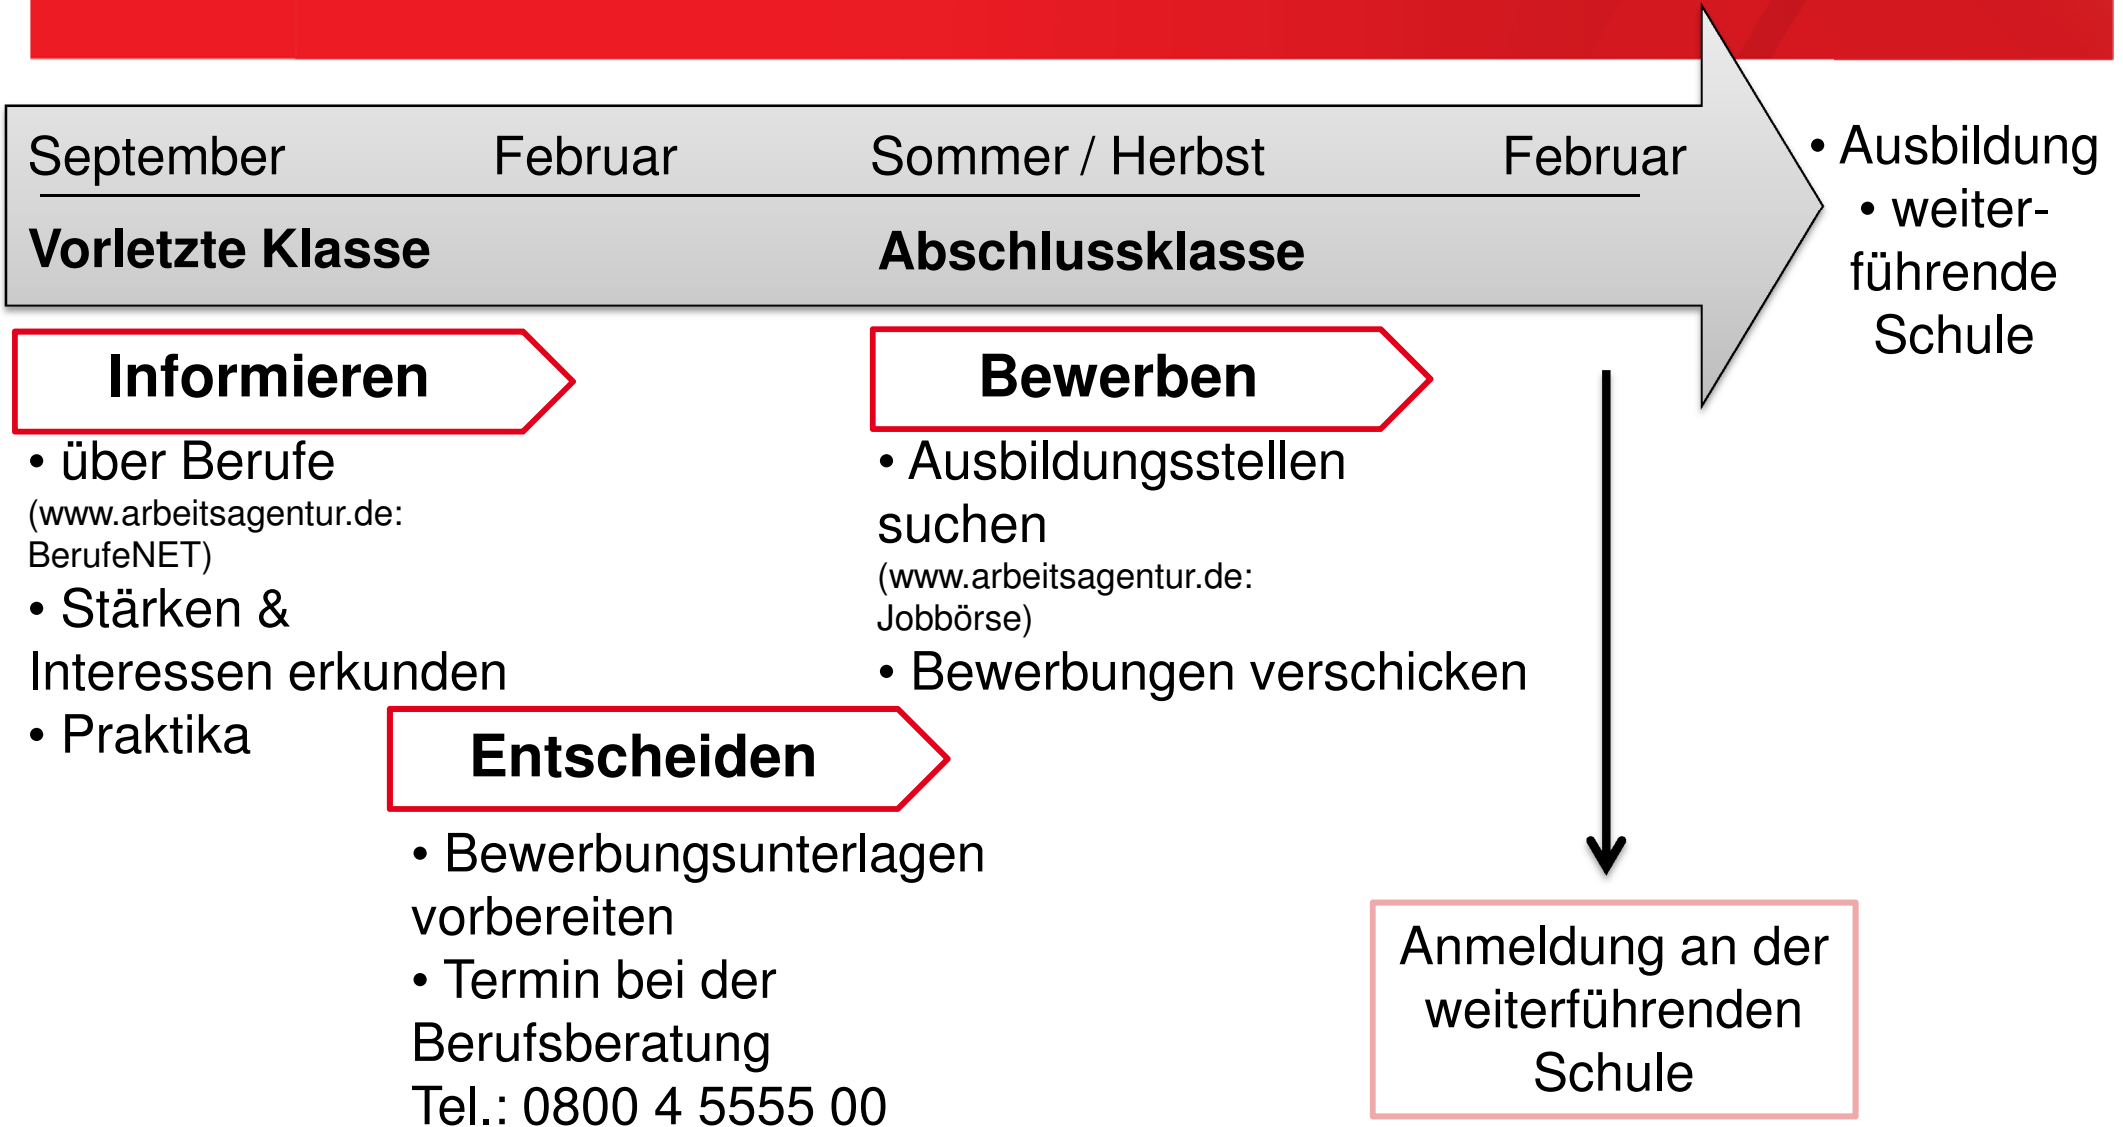 September Februar Sommer / Herbst Februar
Vorletzte Klasse Abschlussklasse
• Ausbildung
• weiter-
führende
Schule
Informieren
• über Berufe
(www.arbeitsagentur.de:
BerufeNET)
• Stärken &
Interessen erkunden
• Praktika
Entscheiden
• Bewerbungsunterlagen
vorbereiten
• Termin bei der
Berufsberatung
Tel.: 0800 4 5555 00
Bewerben
• Ausbildungsstellen
suchen
(www.arbeitsagentur.de:
Jobbörse)
• Bewerbungen verschicken
Anmeldung an der
weiterführenden
Schule